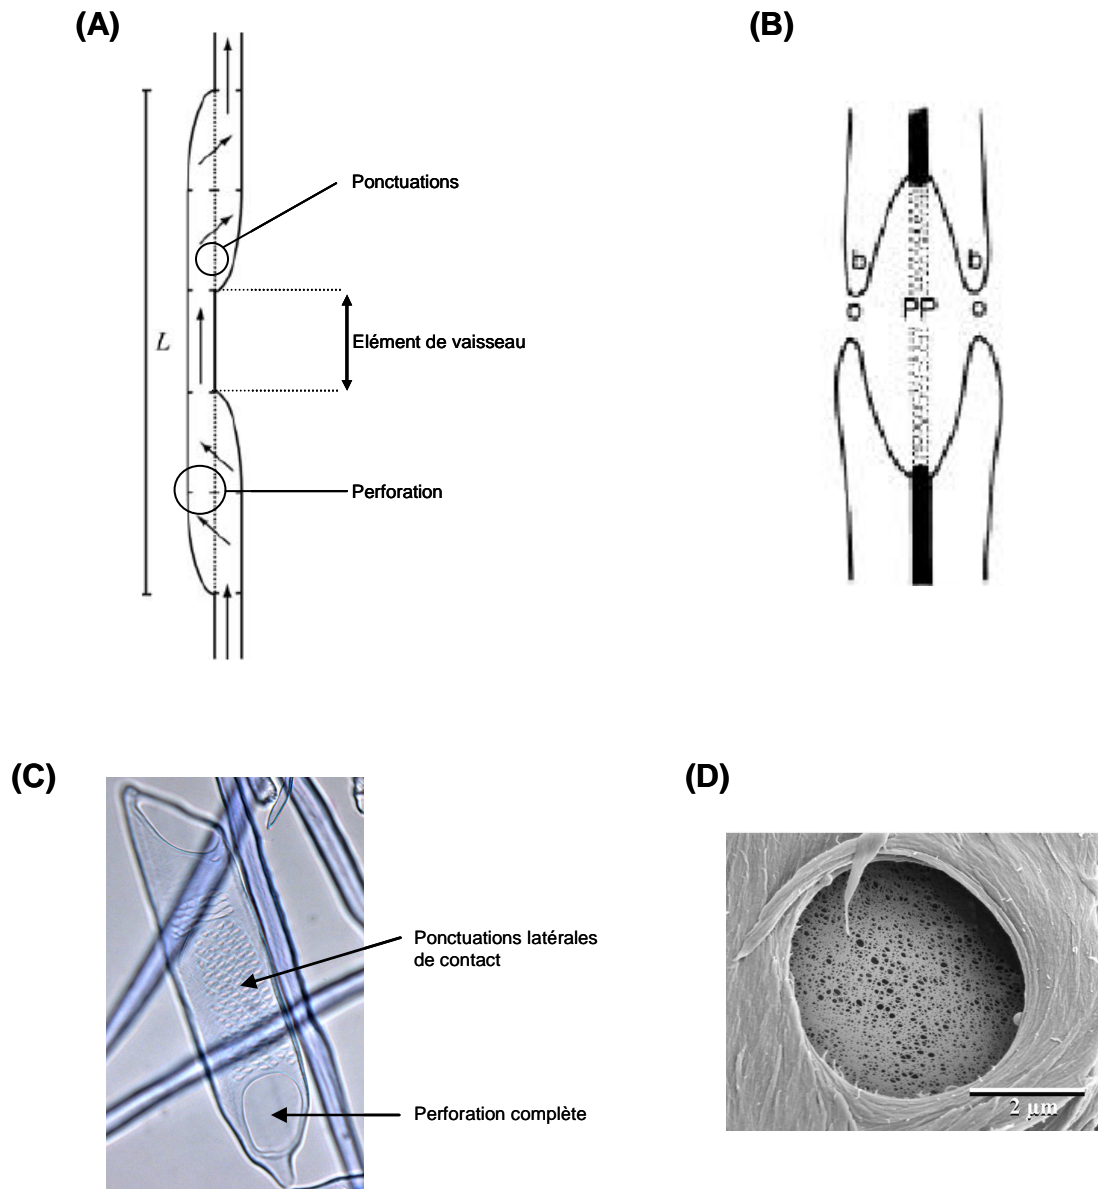 (A)
(B)
Ponctuations
L
Elément de vaisseau
Perforation
b
b
o
PP
o
(C)
(D)
Ponctuations latérales
de contact
Perforation complète
2 µm